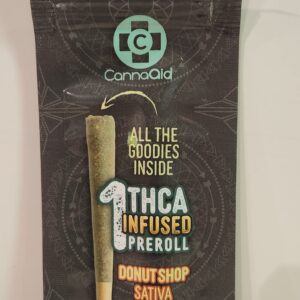 C
CannaAid
ALL THE
GOODIES
INSIDE
1 THCA
INFUSED
PREROLL
DONUT SHOP
SATIVA